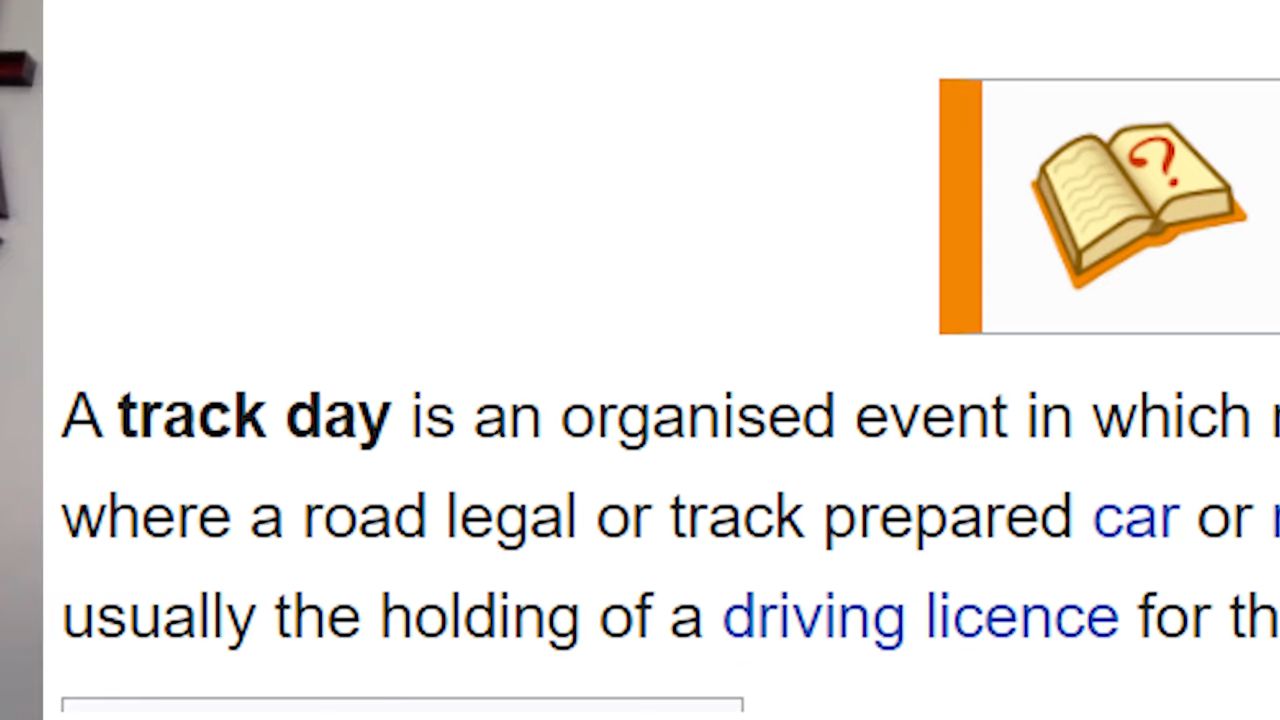 A track day is an organised event in which
where a road legal or track prepared car or
usually the holding of a driving licence for